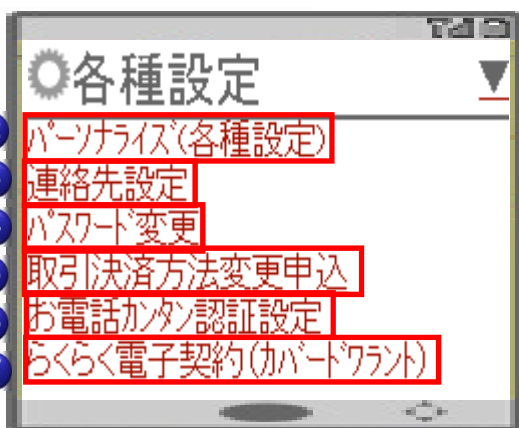 各種設定
▼
ﾊﾟｰｿﾅﾗｲｽﾞ(各種設定)
連絡先設定
ﾊﾟｽﾜｰﾄﾞ変更
取引決済方法変更申込
お電話ｶﾝﾀﾝ認証設定
らくらく電子契約(ｶﾊﾞｰﾄﾞﾜﾗﾝﾄ)